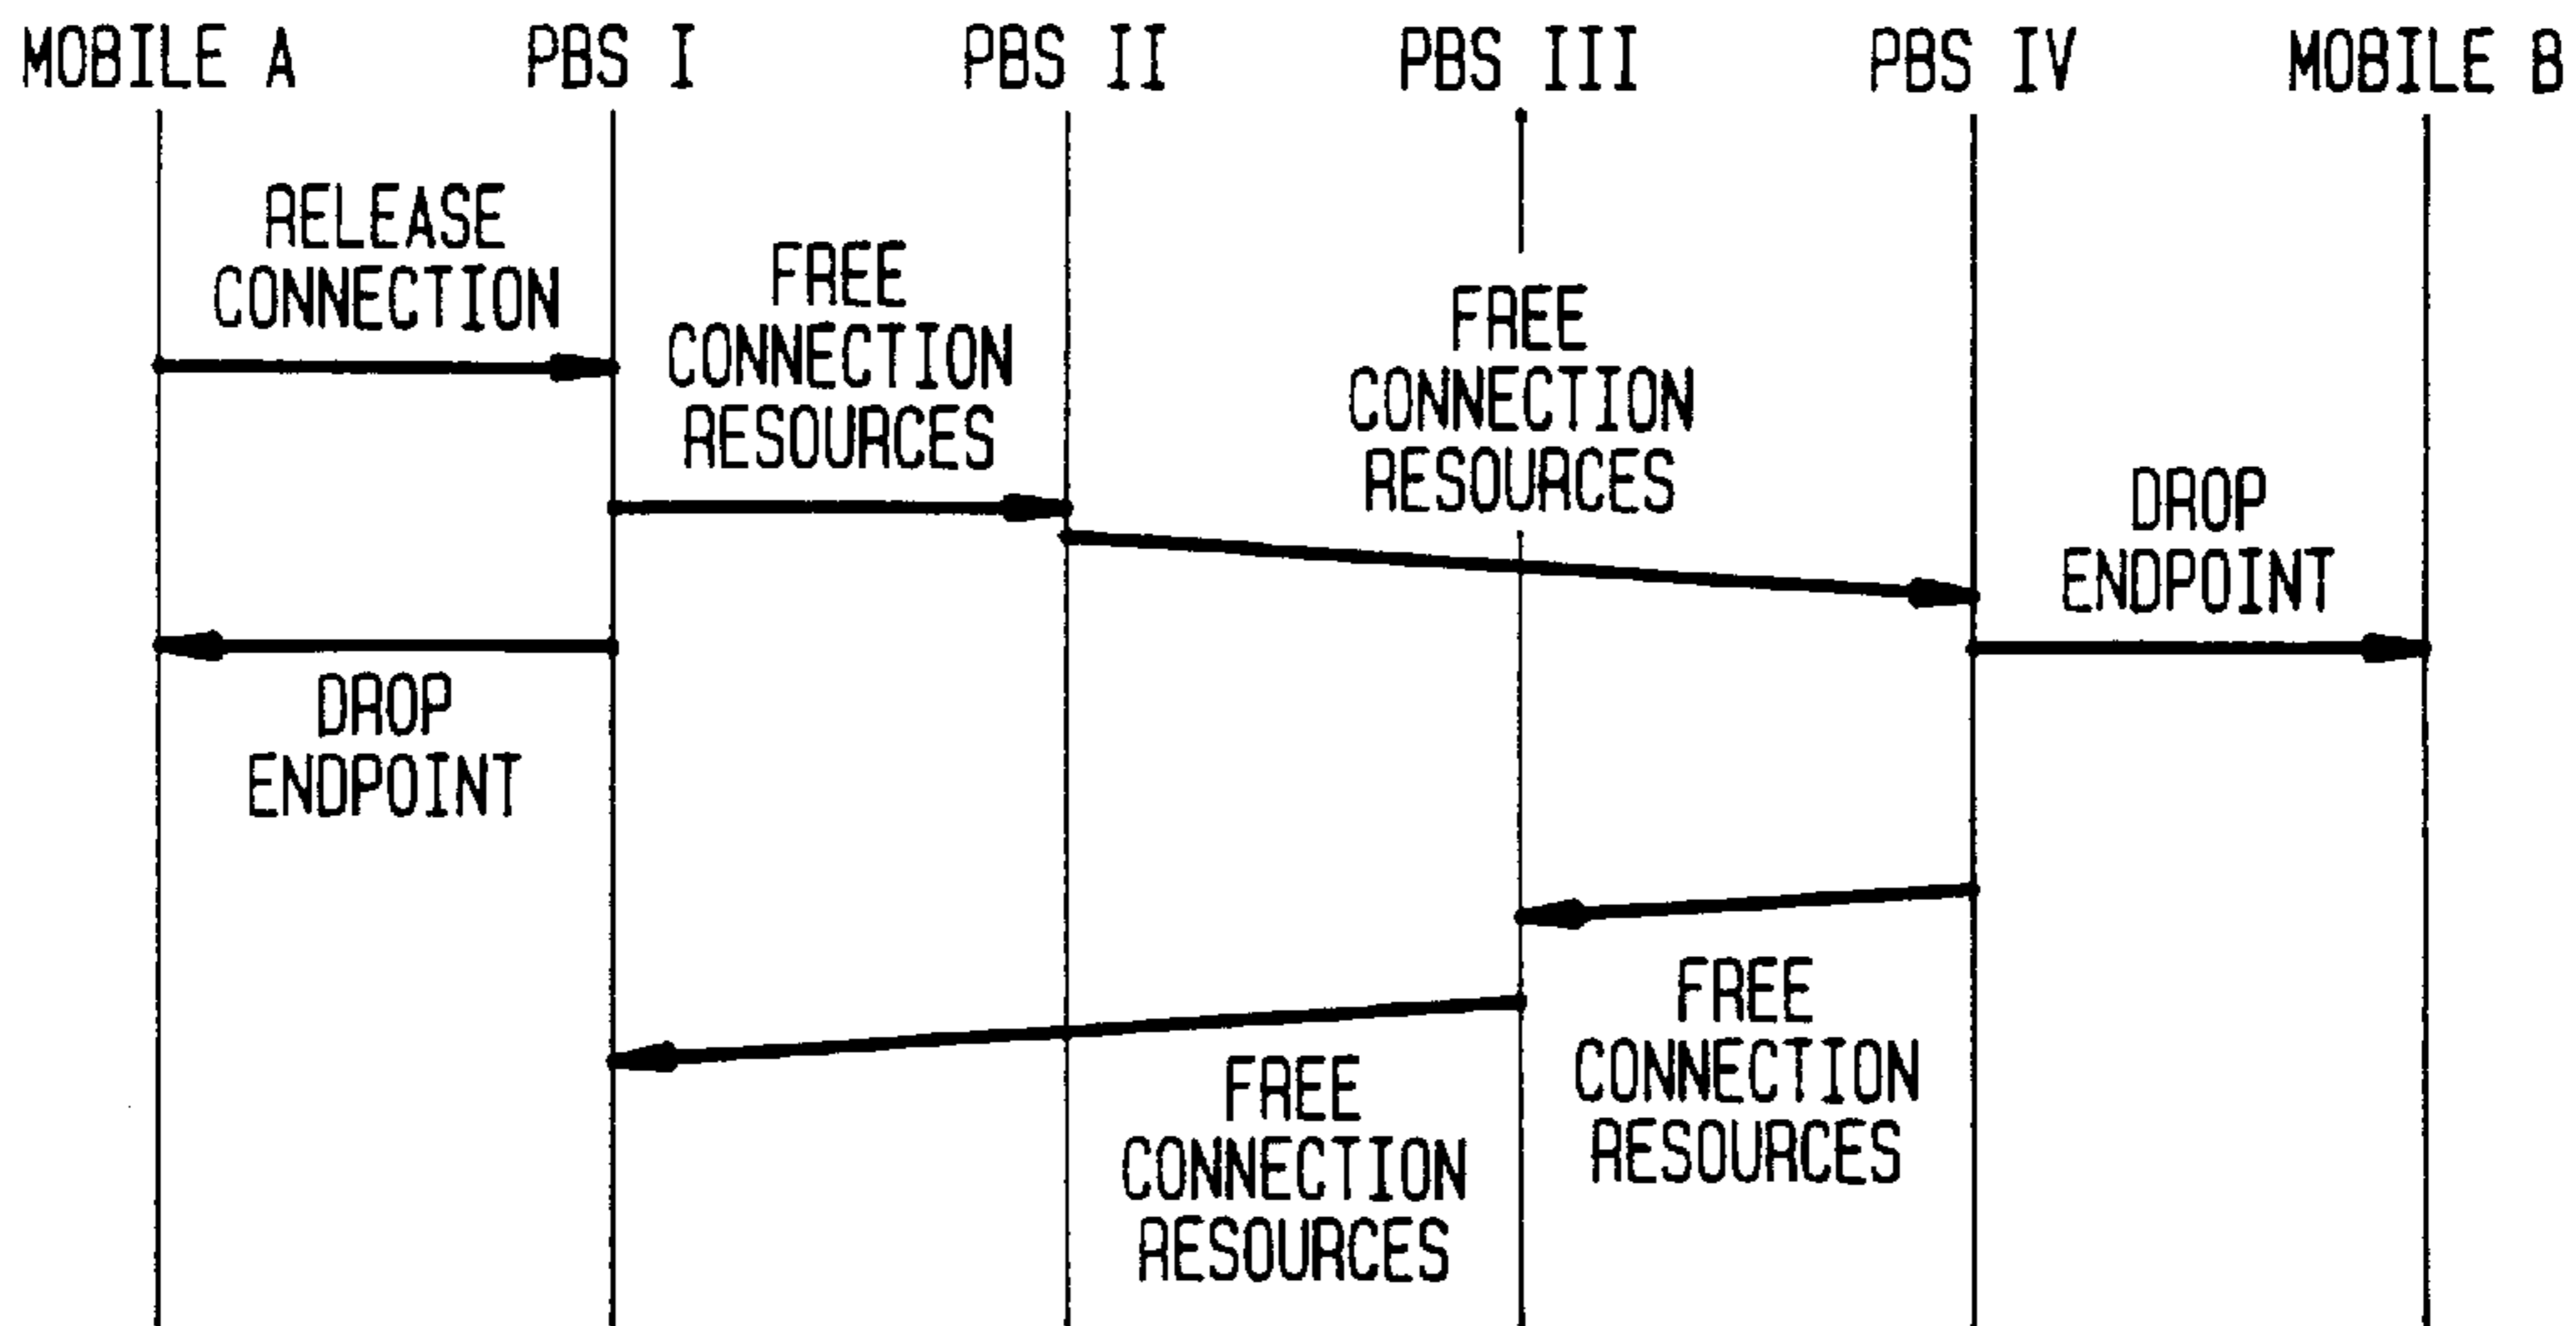 MOBILE A PBS I PBS II PBS III PBS IV MOBILE B
RELEASE
CONNECTION
FREE
CONNECTION
RESOURCES
FREE
CONNECTION
RESOURCES
DROP
ENDPOINT
DROP
ENDPOINT
FREE
CONNECTION
RESOURCES
FREE
CONNECTION
RESOURCES